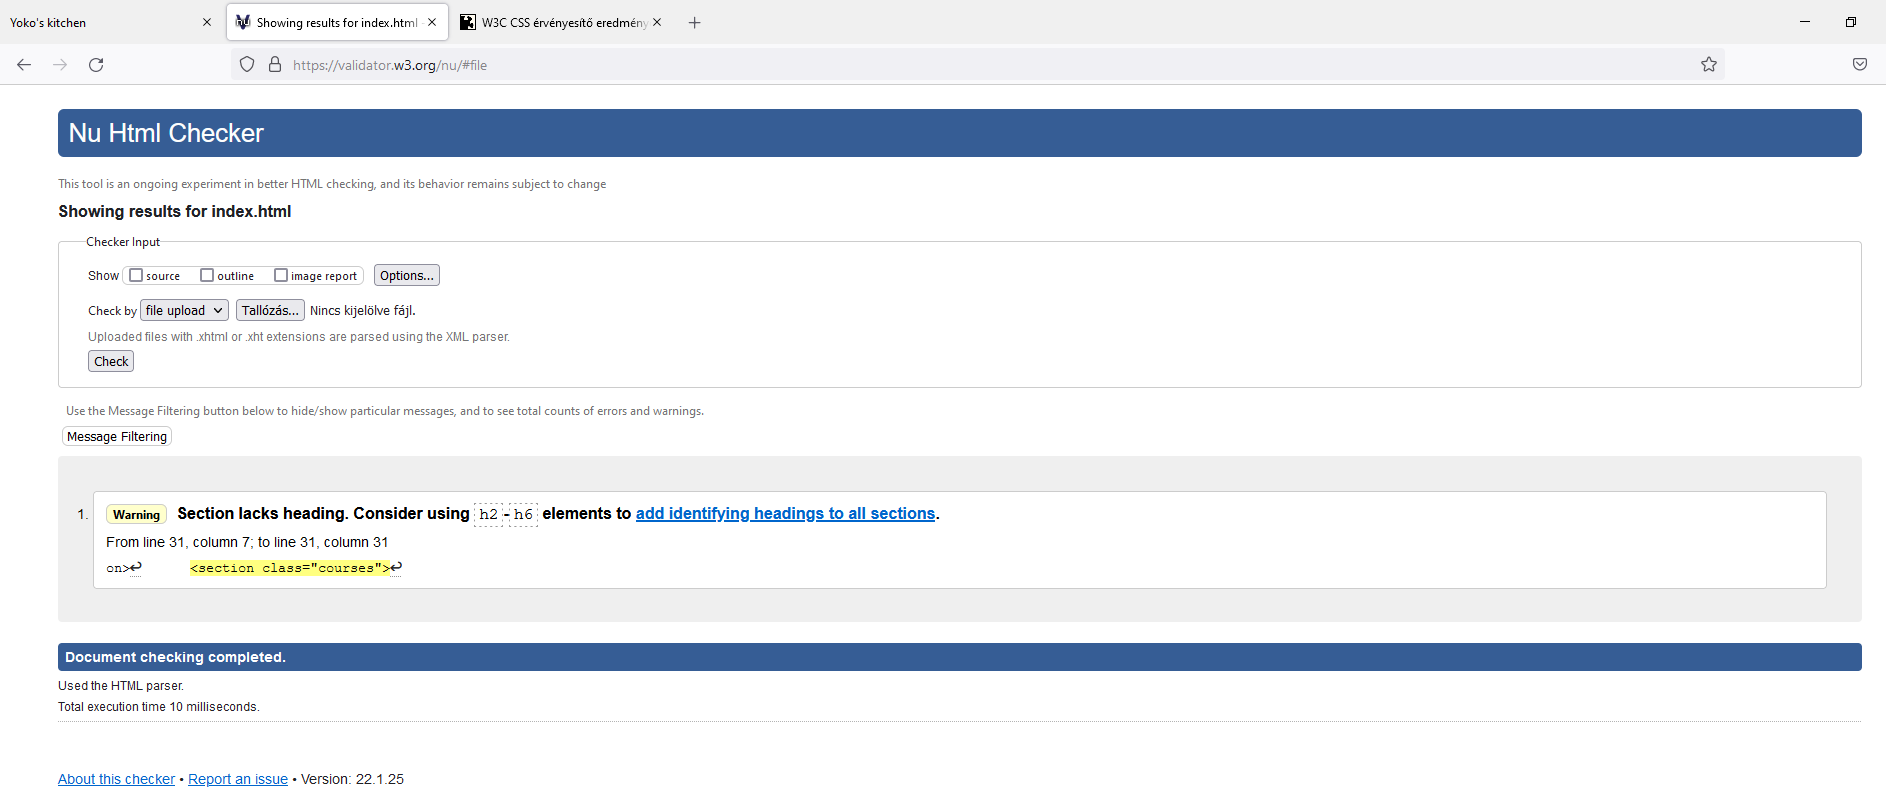 Yoko's kitchen
Showing results for index.html -
W3C CSS érvényesítő eredmény
https://validator.w3.org/nu/#file
Nu Html Checker
This tool is an ongoing experiment in better HTML checking, and its behavior remains subject to change
Showing results for index.html
Checker Input
Show source outline image report Options...
Check by file upload Tallózás... Nincs kijelölve fájl.
Uploaded files with .xhtml or .xht extensions are parsed using the XML parser.
Check
Use the Message Filtering button below to hide/show particular messages, and to see total counts of errors and warnings.
Message Filtering
1. Warning Section lacks heading. Consider using h2-h6 elements to add identifying headings to all sections.
From line 31, column 7; to line 31, column 31
on>↩ <section class="courses">↩
Document checking completed.
Used the HTML parser.
Total execution time 10 milliseconds.
About this checker • Report an issue • Version: 22.1.25